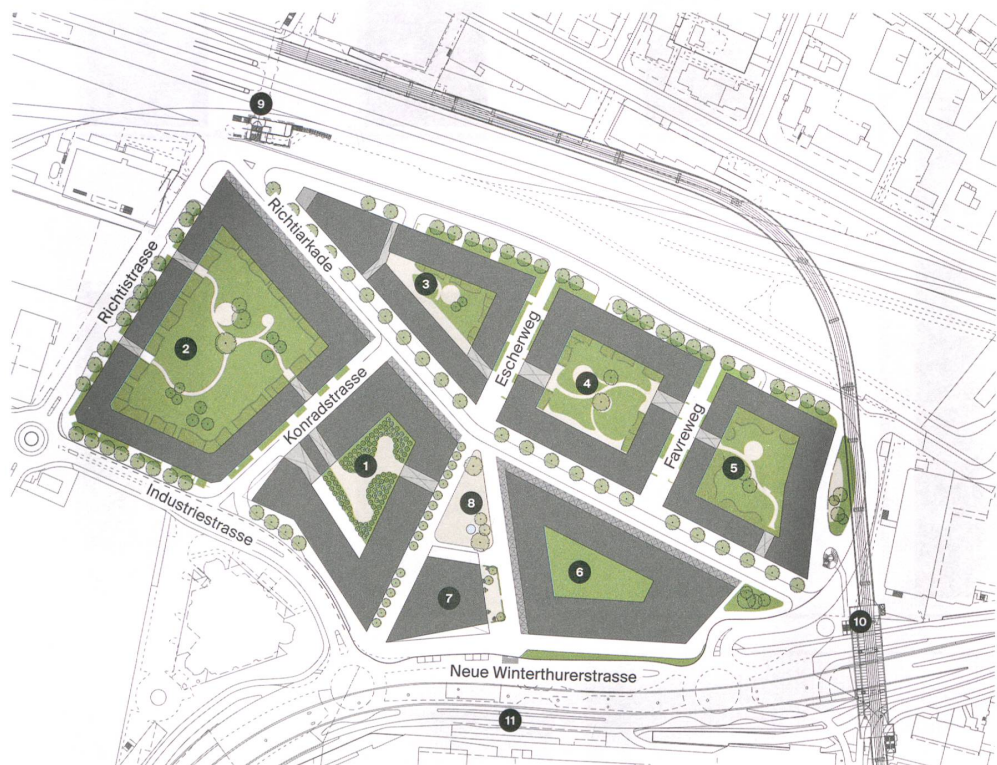 9
Richtiarkade
Richtistrasse
3
Escherweg
2
4
Konradstrasse
Favreweg
1
5
8
Industriestrasse
6
7
10
Neue Winterthurerstrasse
11